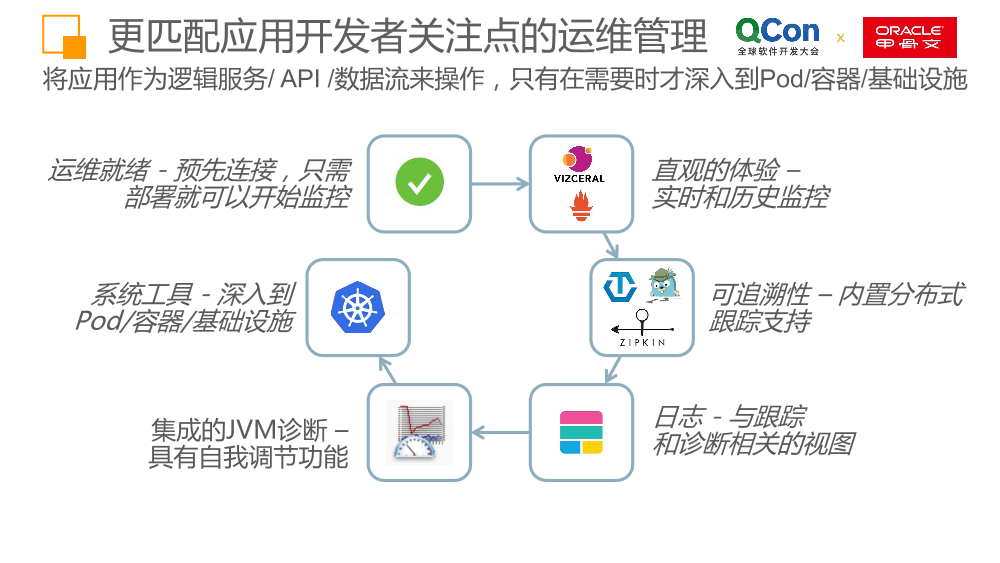 更匹配应用开发者关注点的运维管理
QCon
全球软件开发大会
x
ORACLE
甲骨文
将应用作为逻辑服务/ API /数据流来操作，只有在需要时才深入到Pod/容器/基础设施
运维就绪 - 预先连接，只需
部署就可以开始监控
VIZCERAL
直观的体验 –
实时和历史监控
系统工具 - 深入到
Pod/容器/基础设施
ZIPKIN
可追溯性 – 内置分布式
跟踪支持
集成的JVM诊断 –
具有自我调节功能
日志 - 与跟踪
和诊断相关的视图